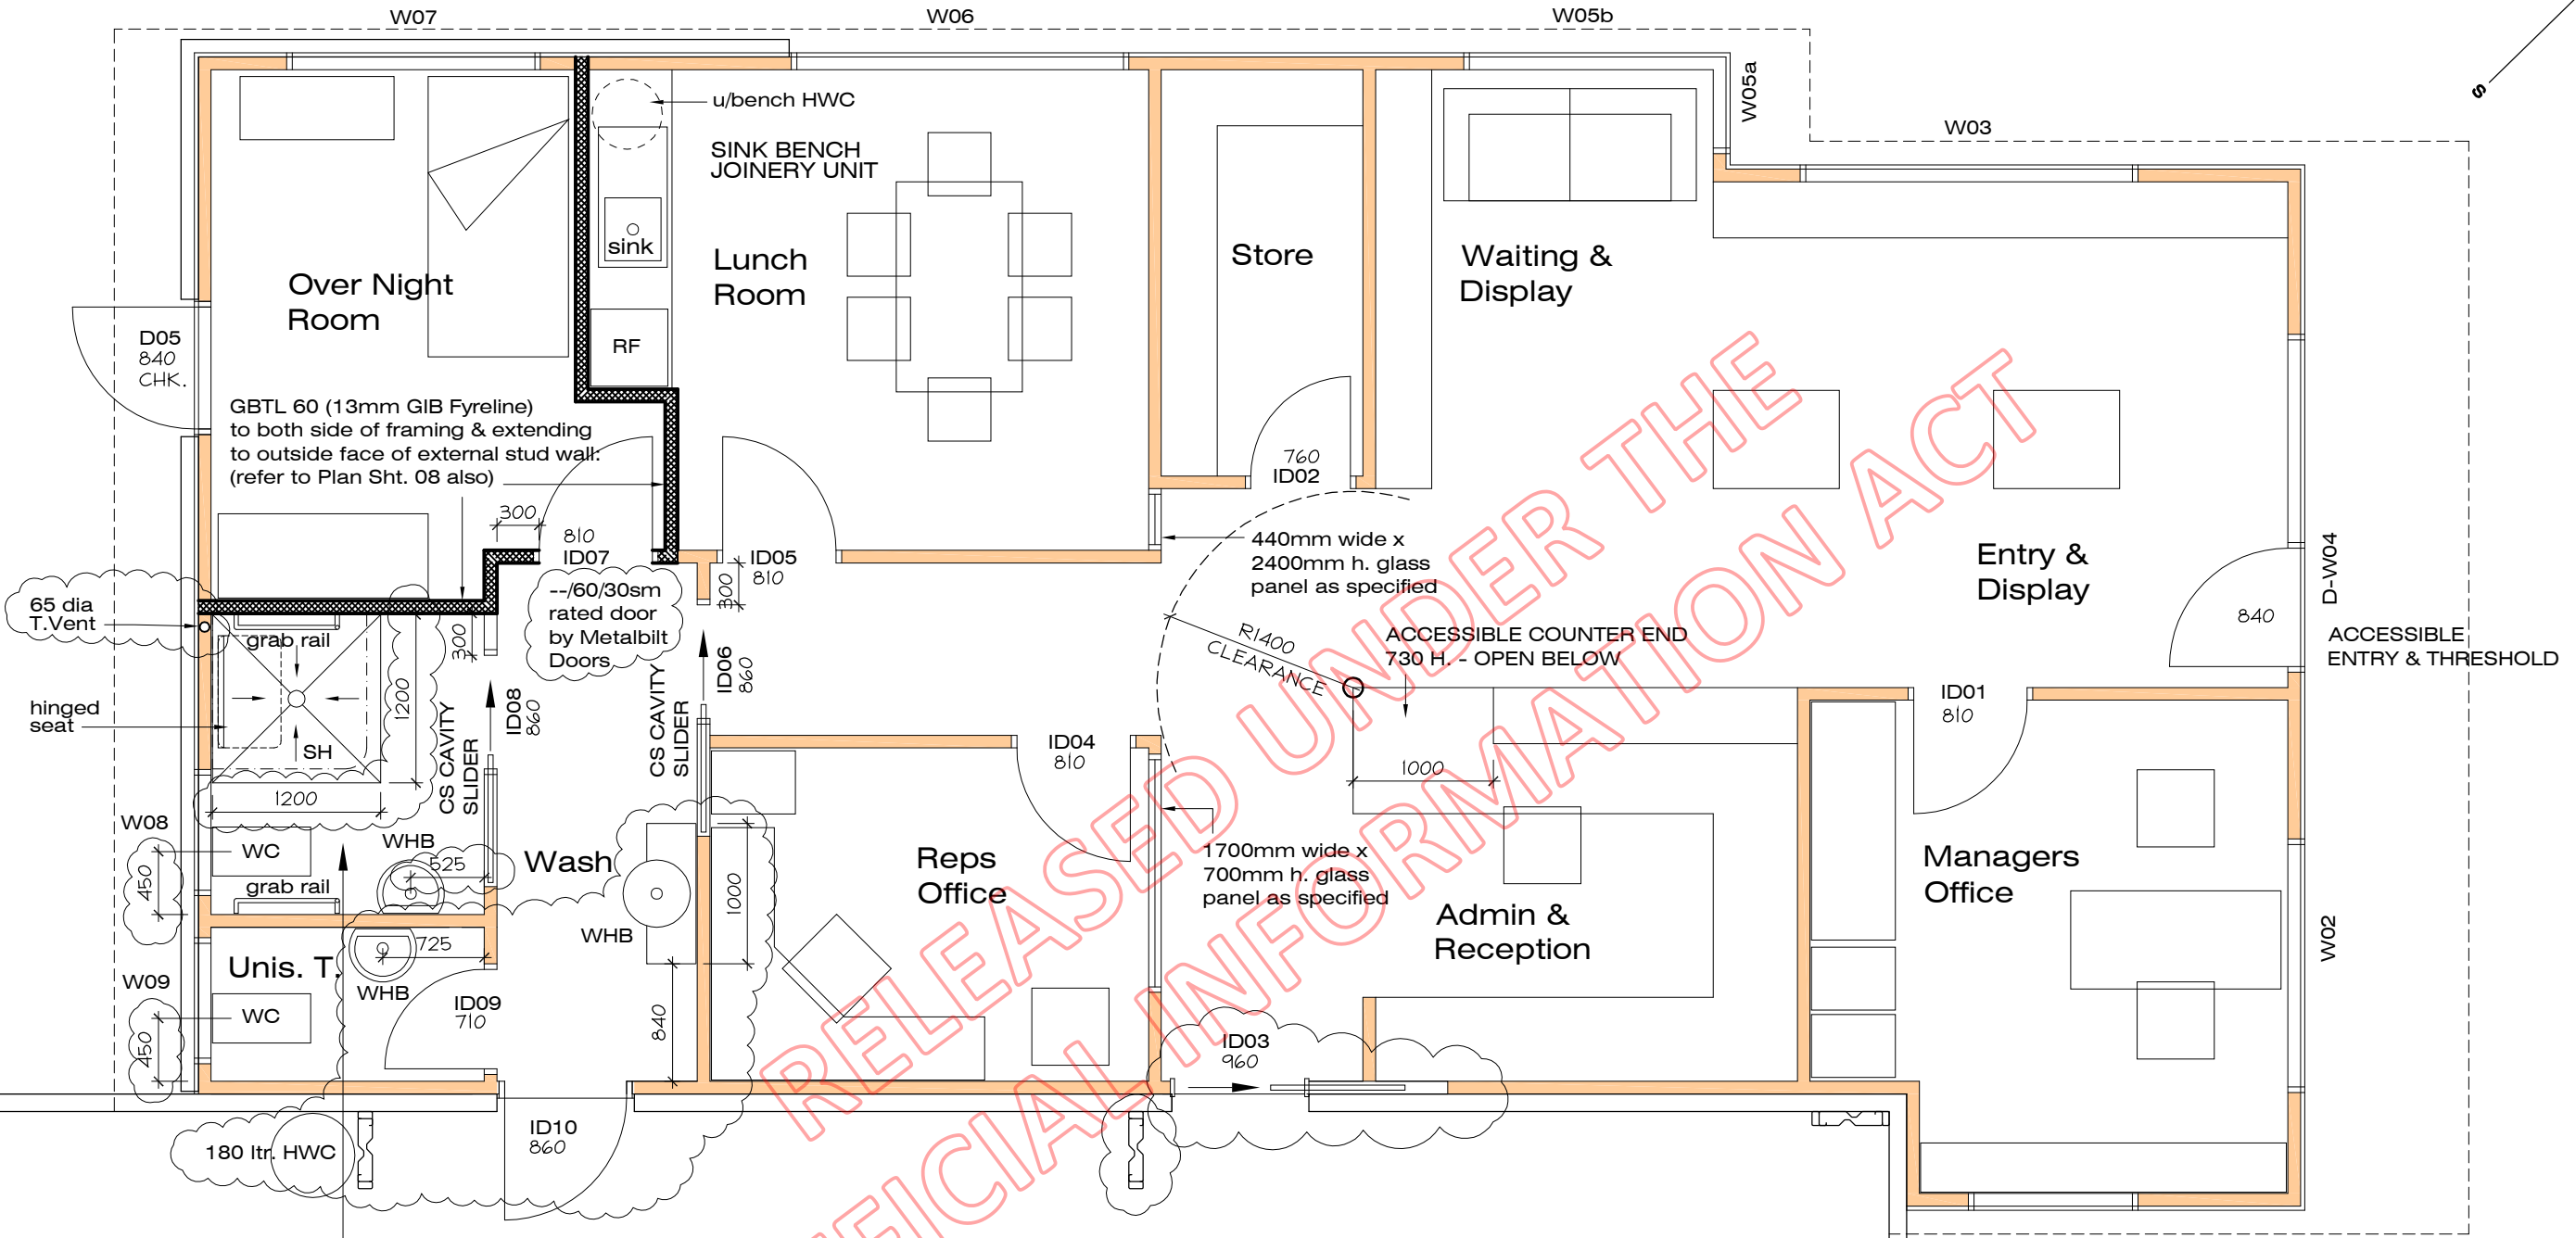 W07
W06
W05b
W05a
W03
S
u/bench HWC
SINK BENCH
JOINERY UNIT
sink
RF
Lunch
Room
Over Night
Room
Store
Waiting &
Display
D05
840
CHK.
GBTL 60 (13mm GIB Fyreline)
to both side of framing & extending
to outside face of external stud wall:
(refer to Plan Sht. 08 also)
300
810
ID07
ID05
810
300
760
ID02
440mm wide x
2400mm h. glass
panel as specified
Entry &
Display
D-W04
840
ACCESSIBLE
ENTRY & THRESHOLD
65 dia
T.Vent
grab rail
300
--/60/30sm
rated door
by Metalbilt
Doors
R1400
CLEARANCE
ACCESSIBLE COUNTER END
730 H. - OPEN BELOW
hinged
seat
SH
1200
1200
CS CAVITY
SLIDER
ID08
860
CS CAVITY
SLIDER
ID06
860
ID04
810
1000
ID01
810
W08
WC
450
grab rail
WHB
525
Wash
WHB
1000
840
Reps
Office
1700mm wide x
700mm h. glass
panel as specified
Admin &
Reception
Managers
Office
W02
W09
WC
450
Unis. T.
WHB
725
ID09
710
ID03
960
180 ltr. HWC
ID10
860
RELEASED UNDER THE
OFFICIAL INFORMATION ACT